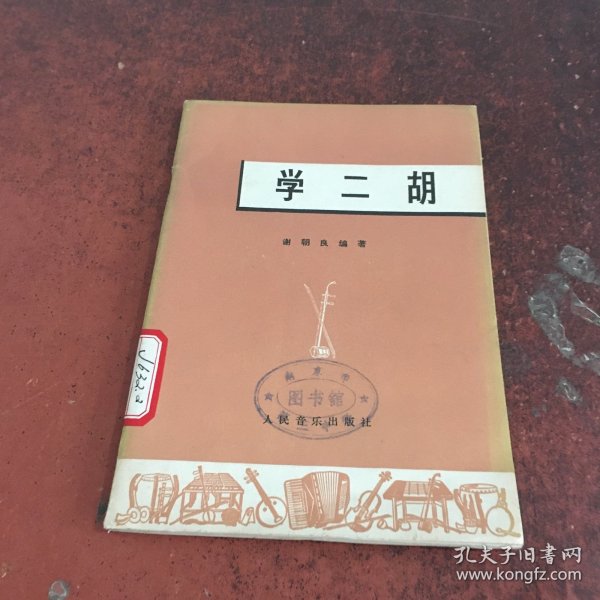 学二胡
谢朝良编著
图书馆
人民音乐出版社
J632.2
孔夫子旧书网
www.kongfz.com